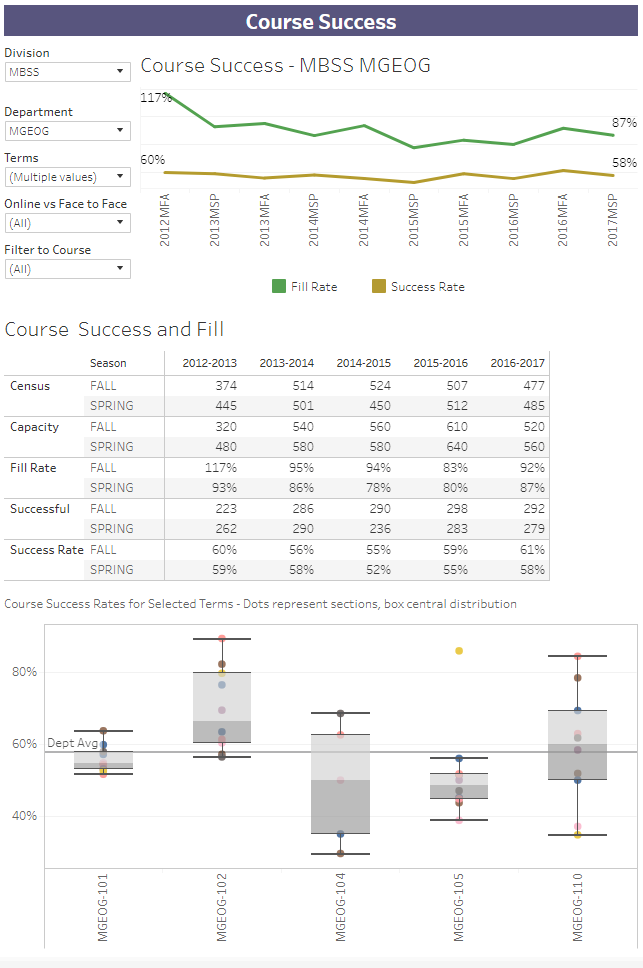 Course Success
Division
MBSS
Department
MGEOG
Terms
(Multiple values)
Online vs Face to Face
(All)
Filter to Course
(All)
Course Success - MBSS MGEOG
117%
87%
60%
58%
2012MFA
2013MSP
2013MFA
2014MSP
2014MFA
2015MSP
2015MFA
2016MSP
2016MFA
2017MSP
Fill Rate
Success Rate
Course Success and Fill
Season 2012-2013 2013-2014 2014-2015 2015-2016 2016-2017
Census FALL 374 514 524 507 477
SPRING 445 501 450 512 485
Capacity FALL 320 540 560 610 520
SPRING 480 580 580 640 560
Fill Rate FALL 117% 95% 94% 83% 92%
SPRING 93% 86% 78% 80% 87%
Successful FALL 223 286 290 298 292
SPRING 262 290 236 283 279
Success Rate FALL 60% 56% 55% 59% 61%
SPRING 59% 58% 52% 55% 58%
Course Success Rates for Selected Terms - Dots represent sections, box central distribution
80%
60%
40%
Dept Avg
MGEOG-101
MGEOG-102
MGEOG-104
MGEOG-105
MGEOG-110